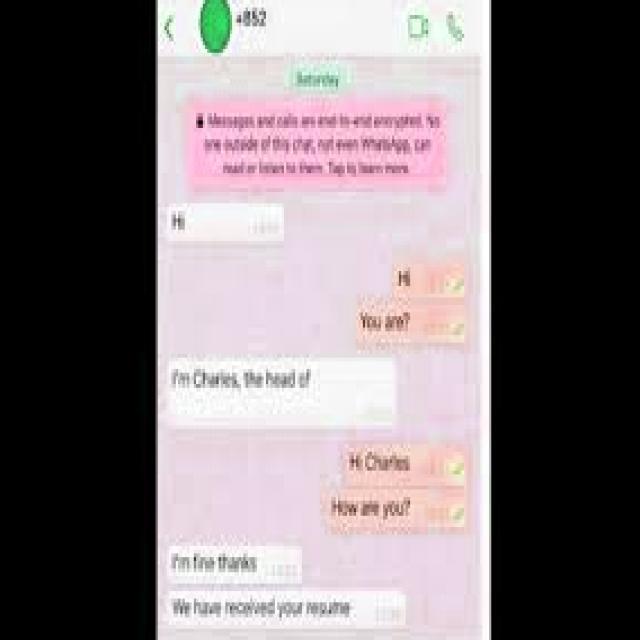 +852
Saturday
Messages and calls are end-to-end encrypted. No
one outside of this chat, not even WhatsApp, can
read or listen to them. Tap to learn more.
Hi
Hi
You are?
I'm Charles, the head of
Hi Charles
How are you?
I'm fine thanks
We have received your resume